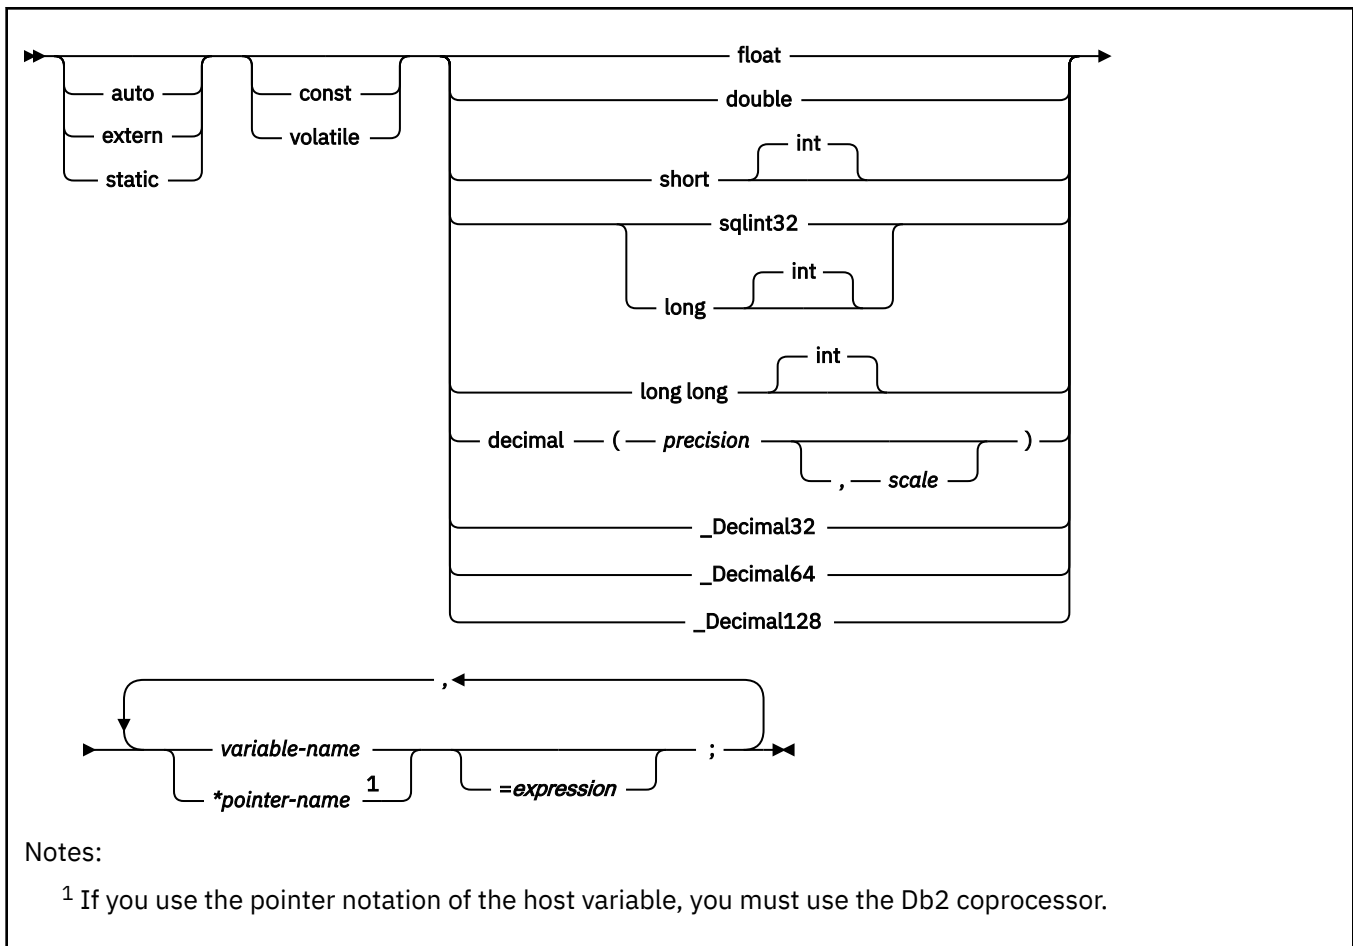 float
auto const double
extern volatile int
static short
sqlint32
int
long
int
long long
decimal ( precision )
, scale
_Decimal32
_Decimal64
_Decimal128
,
variable-name ;
*pointer-name 1 =expression
Notes:
1 If you use the pointer notation of the host variable, you must use the Db2 coprocessor.